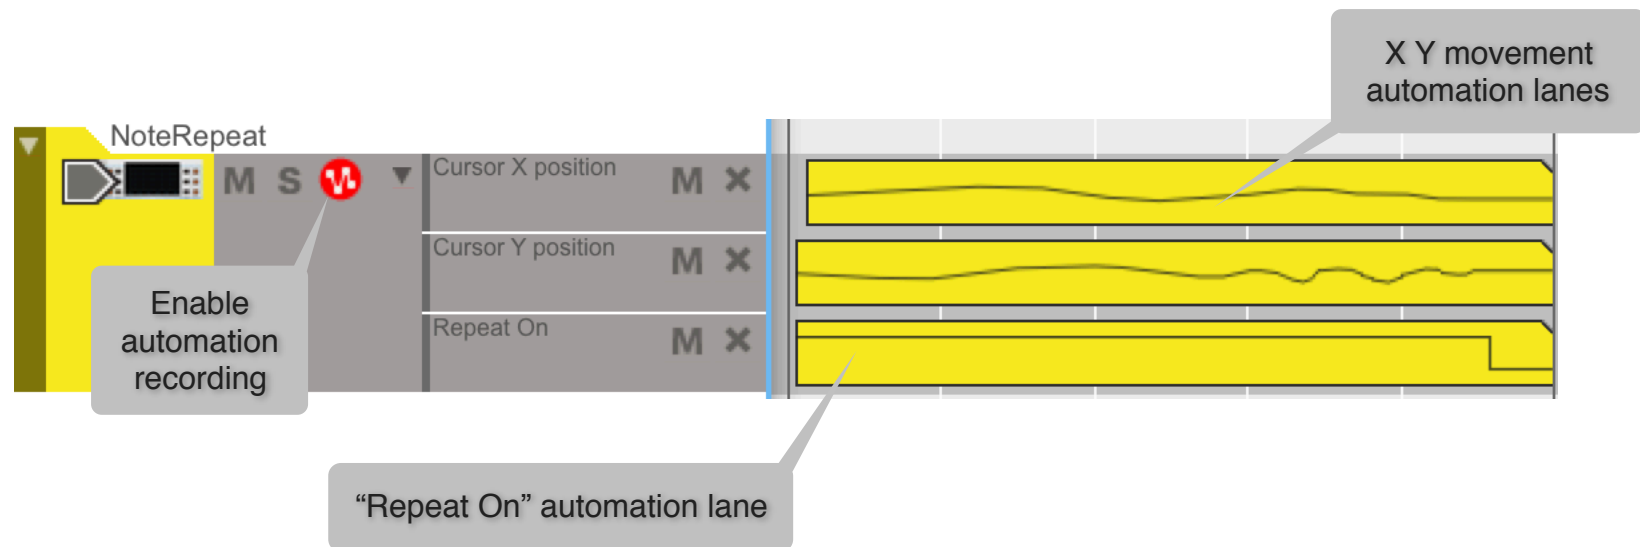 X Y movement
automation lanes
NoteRepeat
M S
Cursor X position
M
Cursor Y position
M
Repeat On
M
Enable
automation
recording
“Repeat On” automation lane